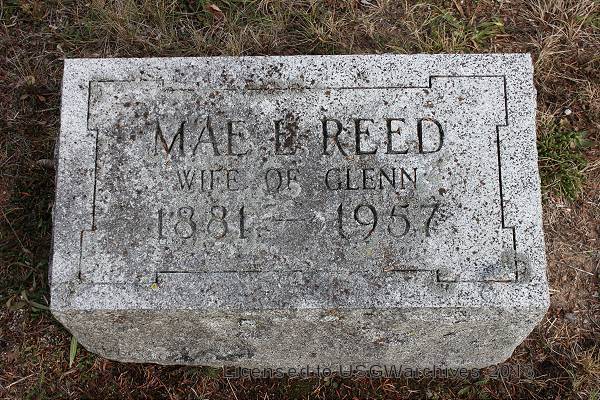 MAE E REED
WIFE OF GLENN
1881 — 1957
Licensed to USGWarchives 2013